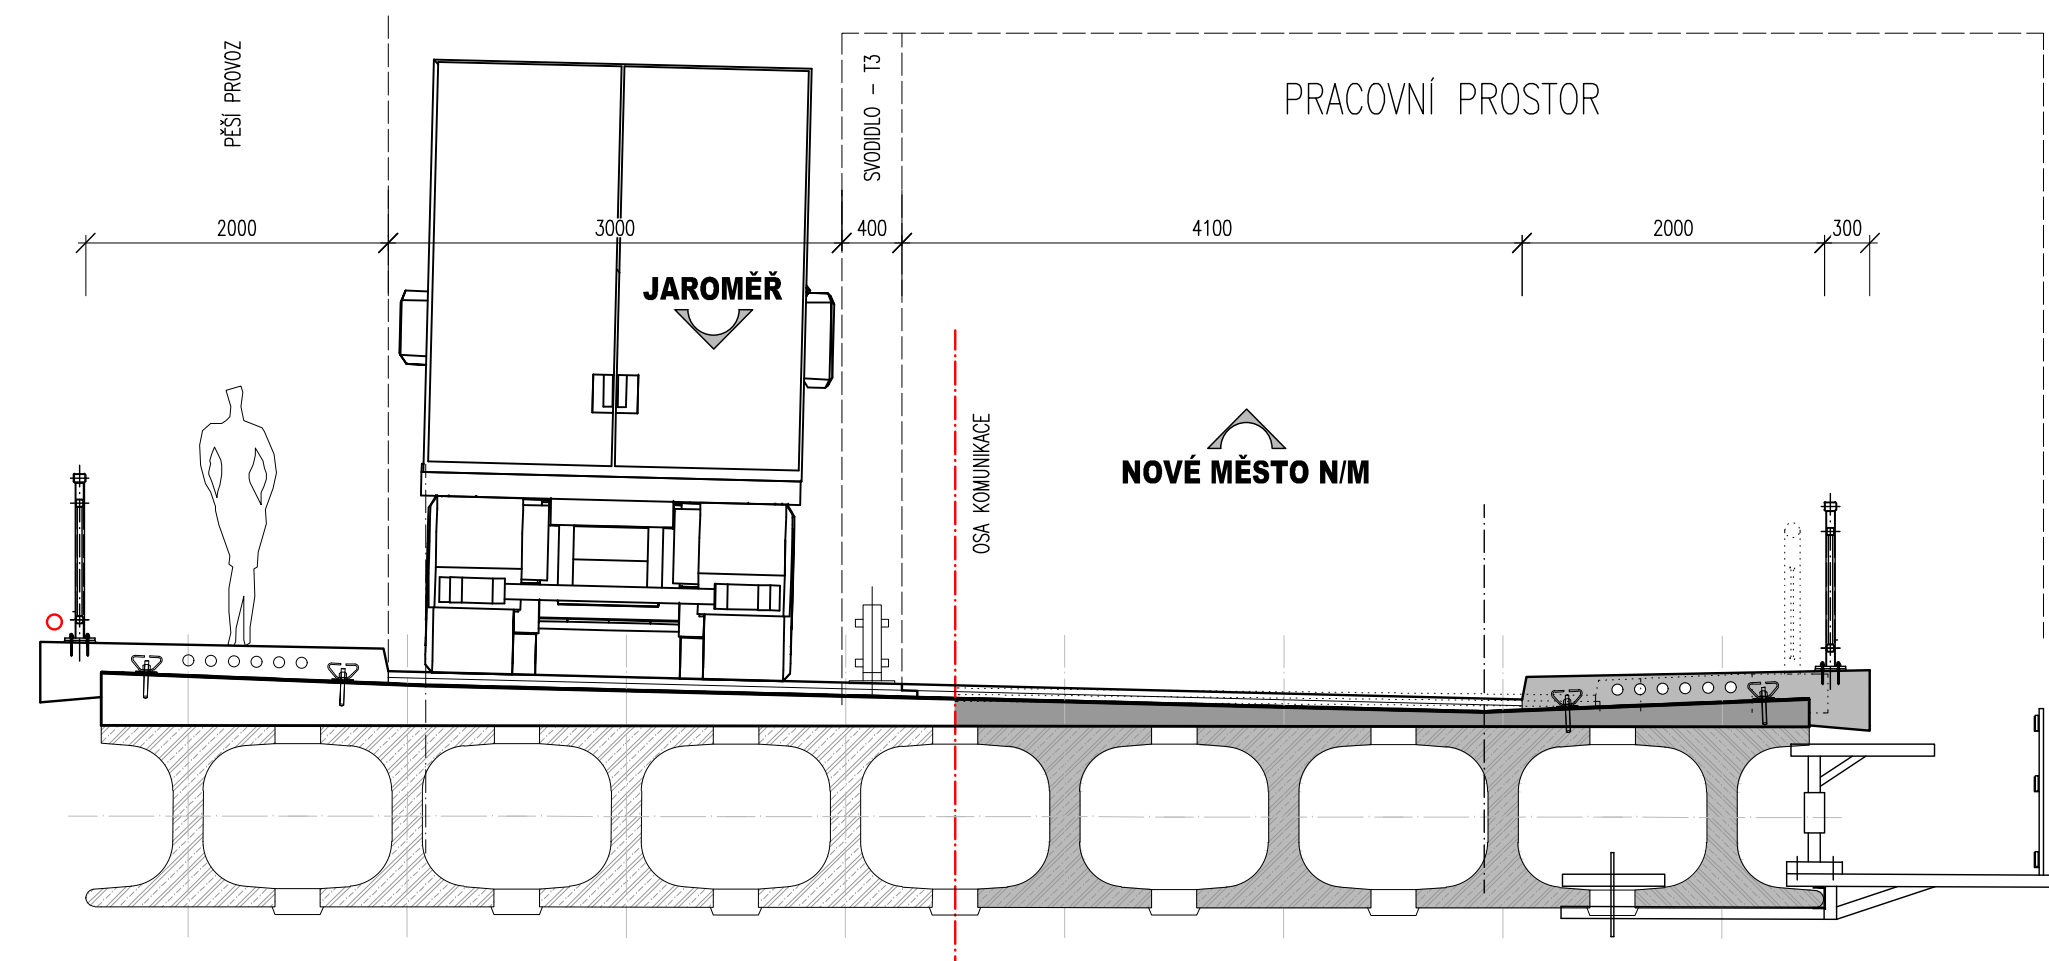 PĚŠÍ PROVOZ
SVODIDLO - T3
PRACOVNÍ PROSTOR
2000
3000
400
4100
2000
300
JAROMĚŘ
OSA KOMUNIKACE
NOVÉ MĚSTO N/M